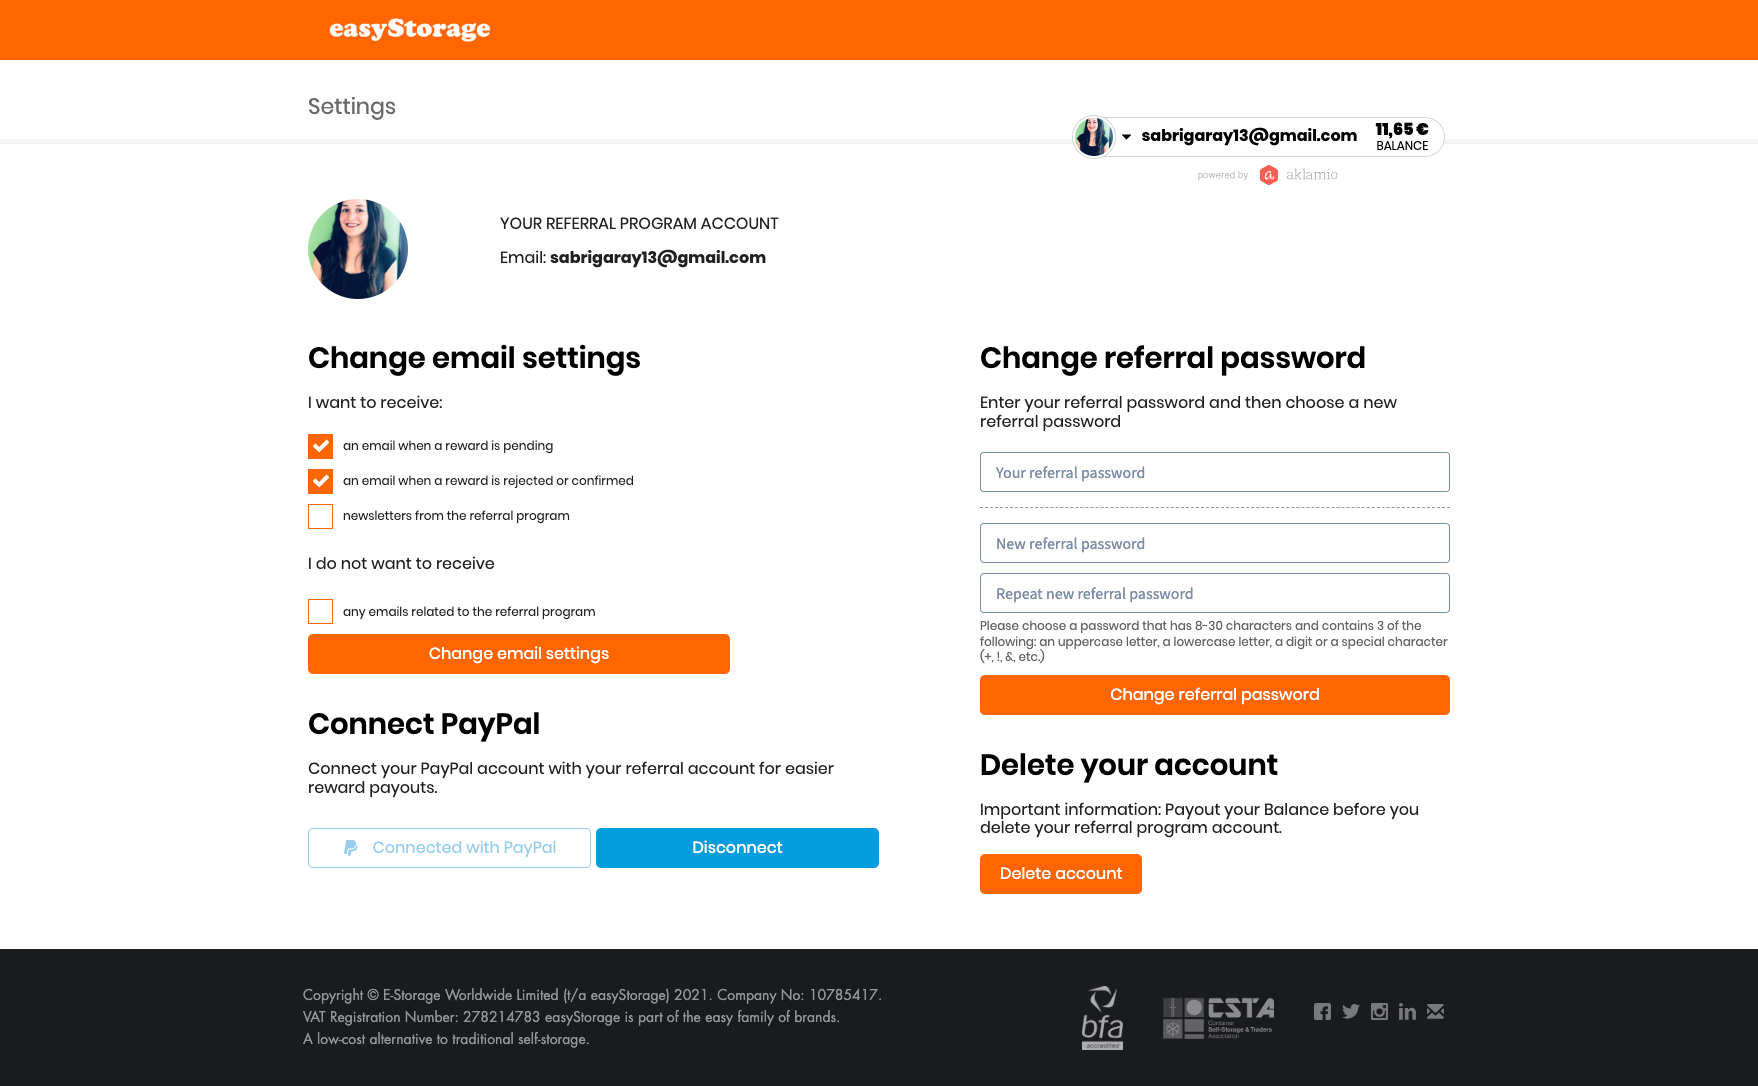 easyStorage
Settings
sabrigaray13@gmail.com
11,65 €
BALANCE
powered by
aklamio
YOUR REFERRAL PROGRAM ACCOUNT
Email: sabrigaray13@gmail.com
Change email settings
I want to receive:
an email when a reward is pending
an email when a reward is rejected or confirmed
newsletters from the referral program
I do not want to receive
any emails related to the referral program
Change email settings
Connect PayPal
Connect your PayPal account with your referral account for easier
reward payouts.
Connected with PayPal
Disconnect
Change referral password
Enter your referral password and then choose a new
referral password
Your referral password
New referral password
Repeat new referral password
Please choose a password that has 8-30 characters and contains 3 of the
following: an uppercase letter, a lowercase letter, a digit or a special character
(+, !, &, etc.)
Change referral password
Delete your account
Important information: Payout your Balance before you
delete your referral program account.
Delete account
Copyright © E-Storage Worldwide Limited (t/a easyStorage) 2021. Company No: 10785417.
VAT Registration Number: 278214783 easyStorage is part of the easy family of brands.
A low-cost alternative to traditional self-storage.
bfa
accredited
CSTA
Container
Self-Storage & Traders
Association